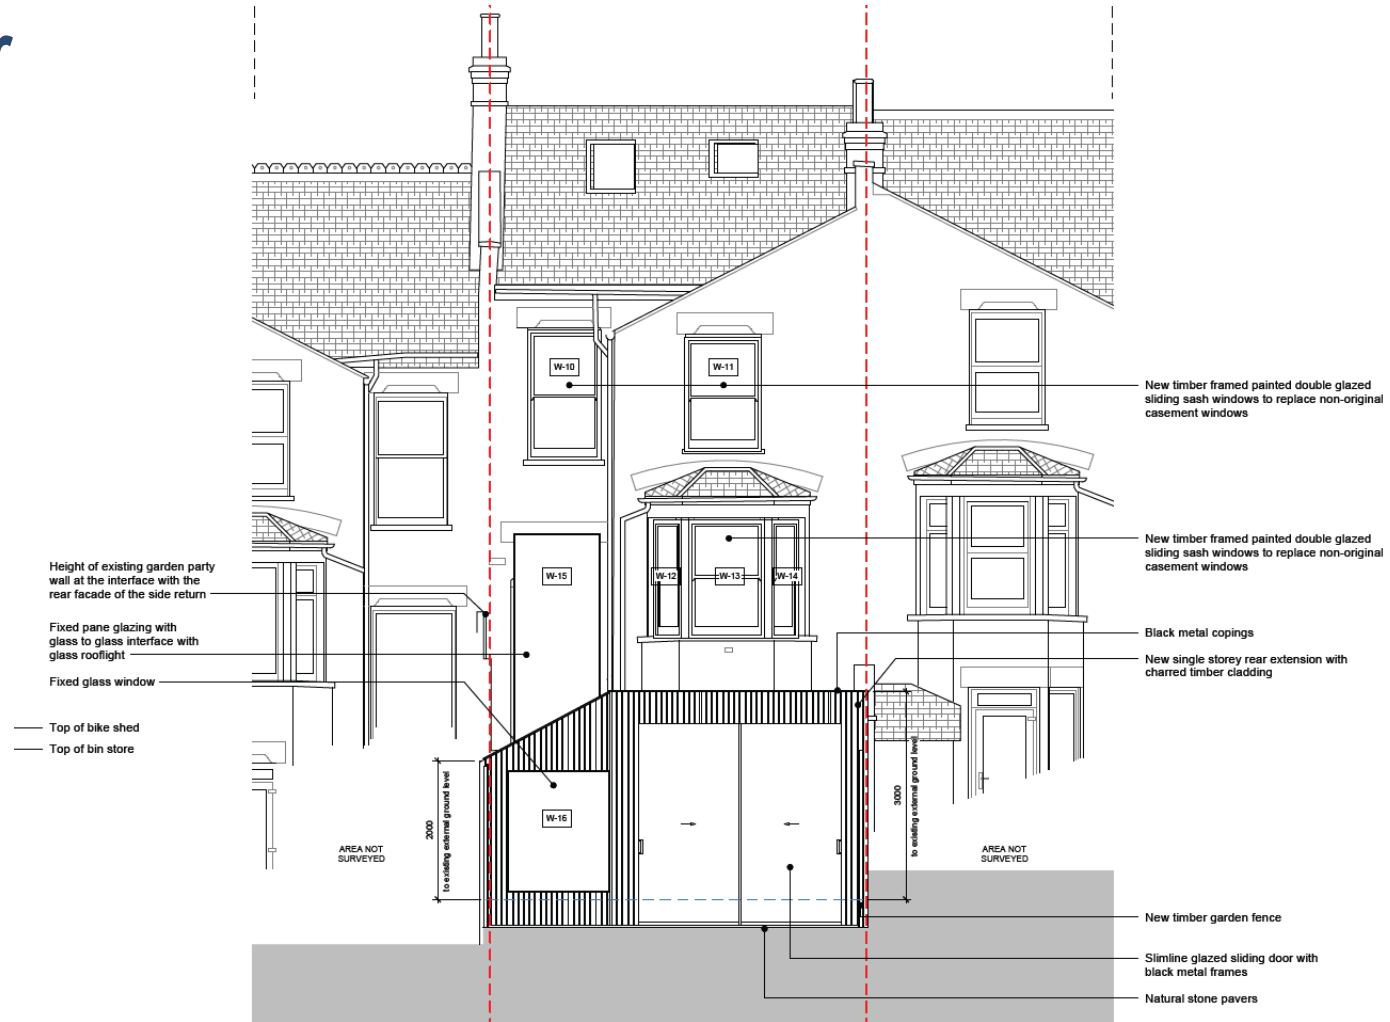 r
W-10
W-11
New timber framed painted double glazed
sliding sash windows to replace non-original
casement windows
New timber framed painted double glazed
sliding sash windows to replace non-original
casement windows
Height of existing garden party
wall at the interface with the
rear facade of the side return
W-15
W-12
W-13
W-14
Fixed pane glazing with
glass to glass interface with
glass rooflight
Black metal copings
New single storey rear extension with
charred timber cladding
Fixed glass window
Top of bike shed
Top of bin store
2000
to existing external ground level
W-16
3000
to existing external ground level
AREA NOT
SURVEYED
AREA NOT
SURVEYED
New timber garden fence
Slimline glazed sliding door with
black metal frames
Natural stone pavers